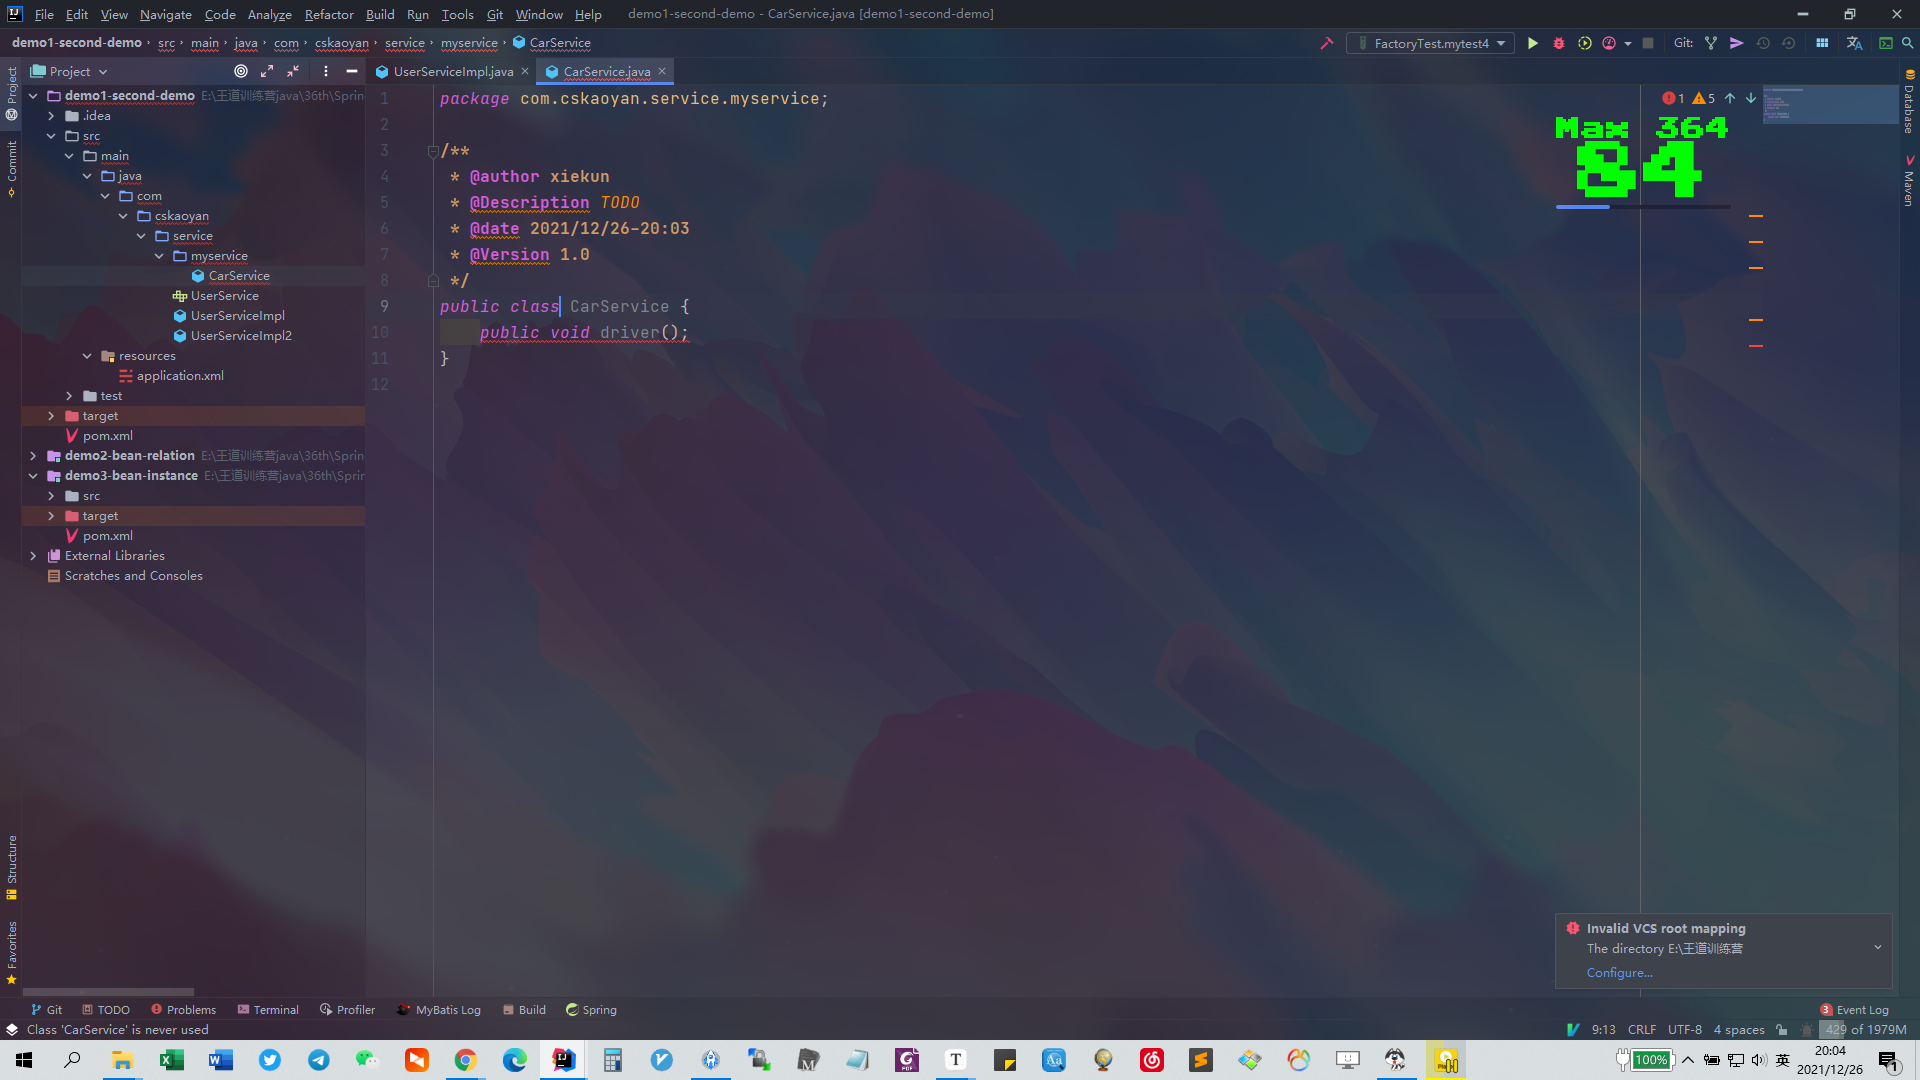 File Edit View Navigate Code Analyze Refactor Build Run Tools Git Window Help demo1-second-demo - CarService.java [demo1-second-demo]
demo1-second-demo › src › main › java › com › cskaoyan › service › myservice › CarService
FactoryTest.mytest4
Git:
Project
UserServiceImpl.java
CarService.java
demo1-second-demo E:\王道训练营java\36th\Sprin
.idea
src
main
java
com
cskaoyan
service
myservice
CarService
UserService
UserServiceImpl
UserServiceImpl2
resources
application.xml
test
target
pom.xml
demo2-bean-relation E:\王道训练营java\36th\Sprin
demo3-bean-instance E:\王道训练营java\36th\Sprir
src
target
pom.xml
External Libraries
Scratches and Consoles
Project
Commit
Structure
Favorites
1 package com.cskaoyan.service.myservice;
2
3 /**
4 * @author xiekun
5 * @Description TODO
6 * @date 2021/12/26-20:03
7 * @Version 1.0
8 */
9 public class CarService {
10 public void driver();
11 }
12
1 5
Max 364
84
Database
Maven
Invalid VCS root mapping
The directory E:\王道训练营
Configure...
Git TODO Problems Terminal Profiler MyBatis Log Build Spring
3 Event Log
Class 'CarService' is never used
9:13 CRLF UTF-8 4 spaces 429 of 1979M
100%
英
20:04
2021/12/26
1